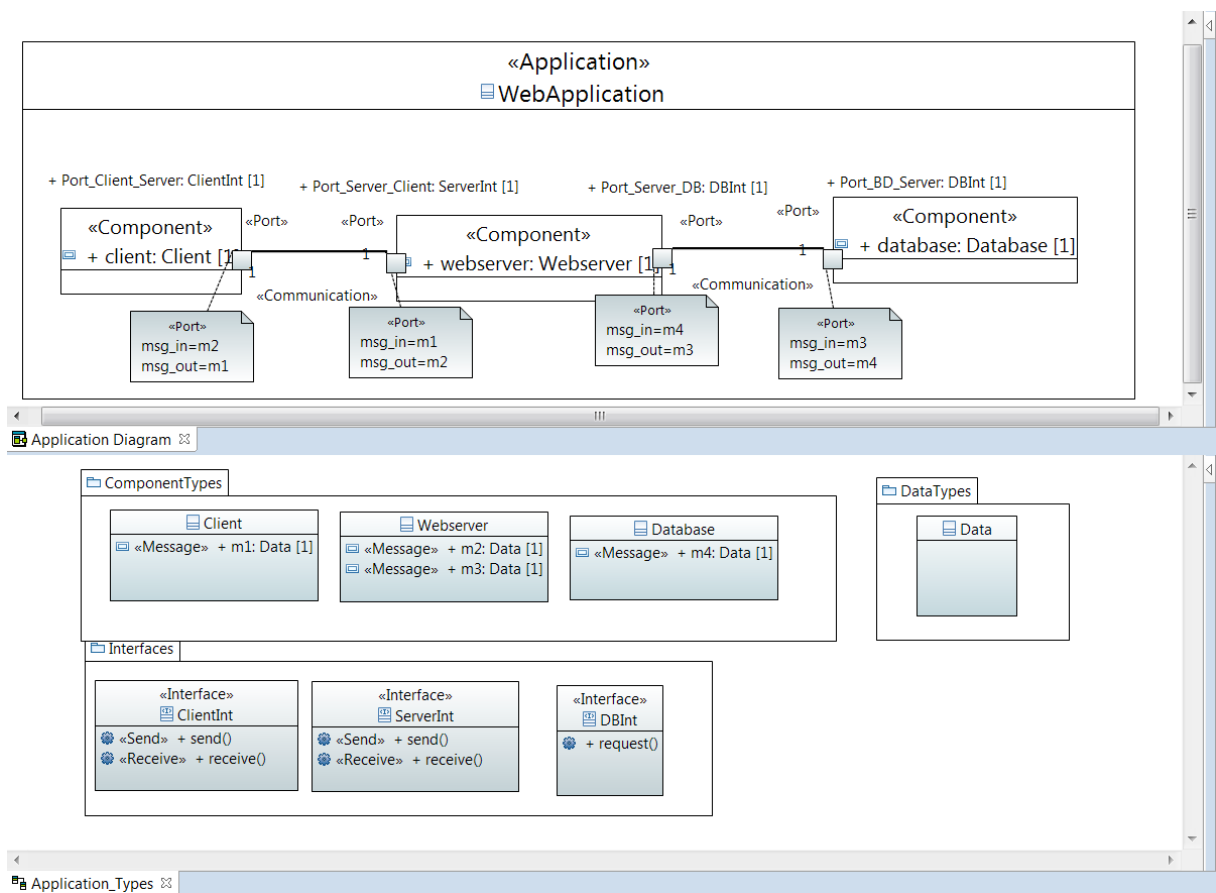 «Application»
WebApplication
+ Port_Client_Server: ClientInt [1]
+ Port_Server_Client: ServerInt [1]
+ Port_Server_DB: DBInt [1]
+ Port_BD_Server: DBInt [1]
«Component»
+ client: Client [1]
«Port»
«Port»
«Component»
+ webserver: Webserver [1]
«Port»
«Port»
«Component»
+ database: Database [1]
1
1
1
1
«Communication»
«Communication»
«Port»
msg_in=m2
msg_out=m1
«Port»
msg_in=m1
msg_out=m2
«Port»
msg_in=m4
msg_out=m3
«Port»
msg_in=m3
msg_out=m4
Application Diagram
ComponentTypes
Client
«Message» + m1: Data [1]
Webserver
«Message» + m2: Data [1]
«Message» + m3: Data [1]
Database
«Message» + m4: Data [1]
DataTypes
Data
Interfaces
«Interface»
ClientInt
«Send» + send()
«Receive» + receive()
«Interface»
ServerInt
«Send» + send()
«Receive» + receive()
«Interface»
DBInt
+ request()
Application_Types